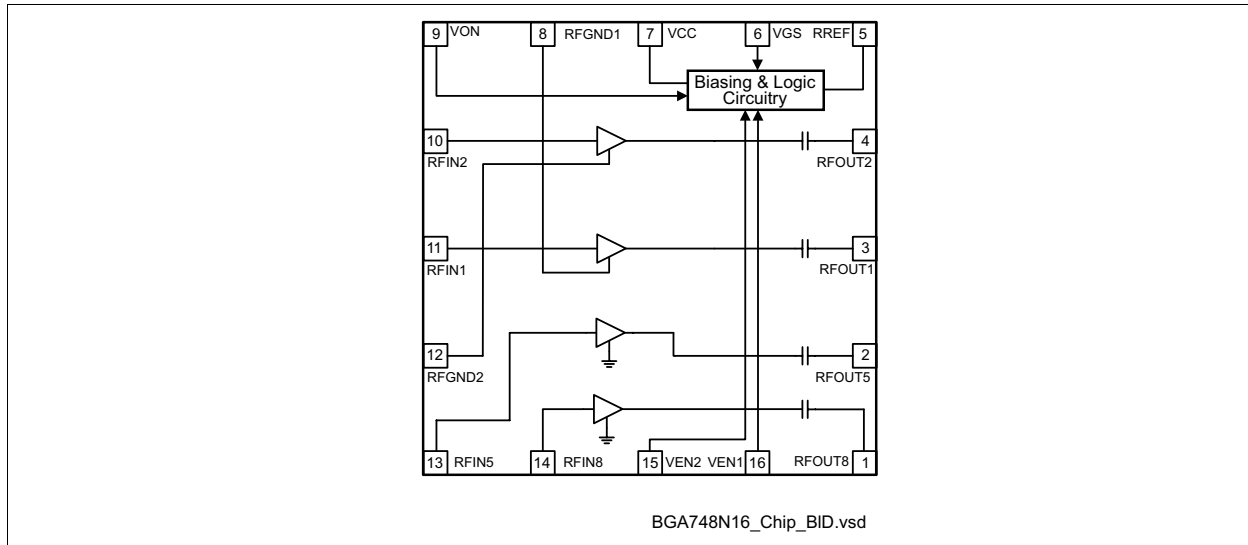 9 VON 8 RFGND1 7 VCC 6 VGS RREF 5
Biasing & Logic
Circuitry
10 4
RFIN2 RFOUT2
11 3
RFIN1 RFOUT1
12 2
RFGND2 RFOUT5
13 RFIN5 14 RFIN8 15 VEN2 VEN1 16 RFOUT8 1
BGA748N16_Chip_BID.vsd